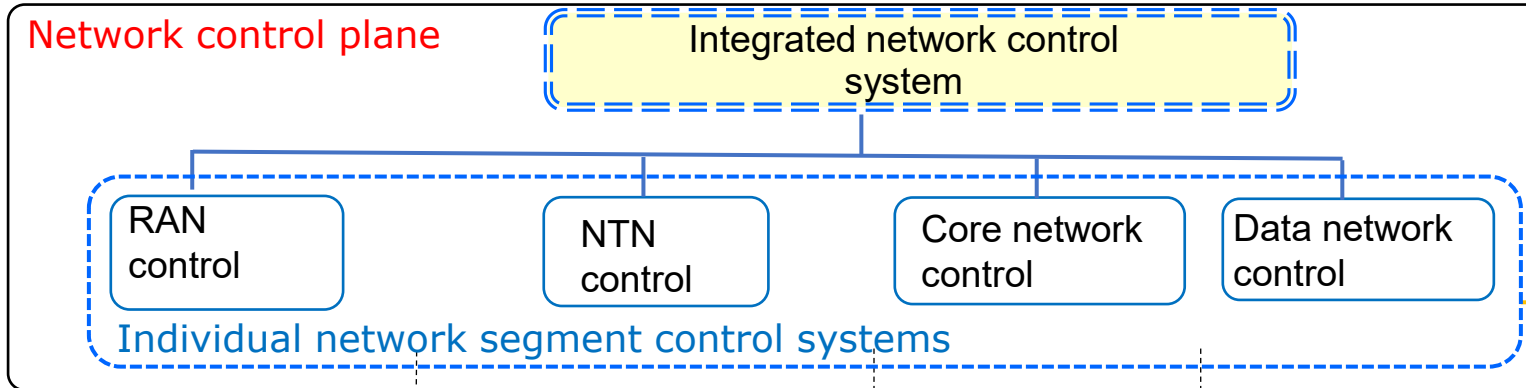 Network control plane
Integrated network control
system
RAN
control
NTN
control
Core network
control
Data network
control
Individual network segment control systems